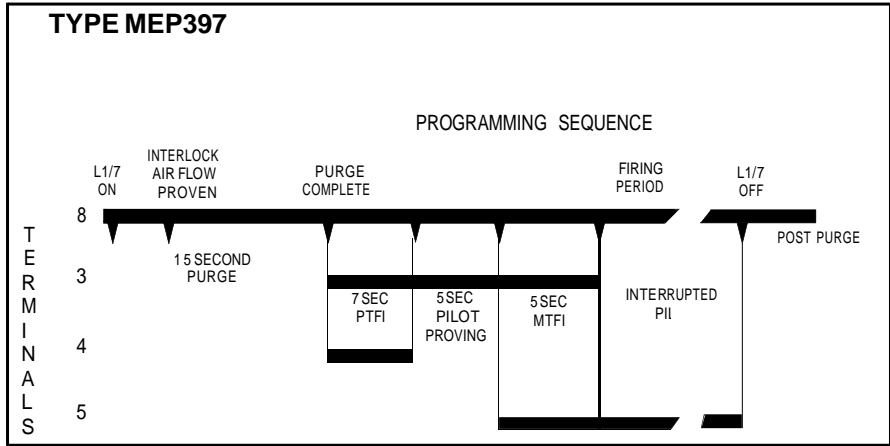 TYPE MEP397
PROGRAMMING SEQUENCE
L1/7
ON
INTERLOCK
AIR FLOW
PROVEN
PURGE
COMPLETE
FIRING
PERIOD
L1/7
OFF
8
POST PURGE
15 SECOND
PURGE
TERMINALS
3
7 SEC
PTFI
5 SEC
PILOT
PROVING
5 SEC
MTFI
INTERRUPTED
4
5